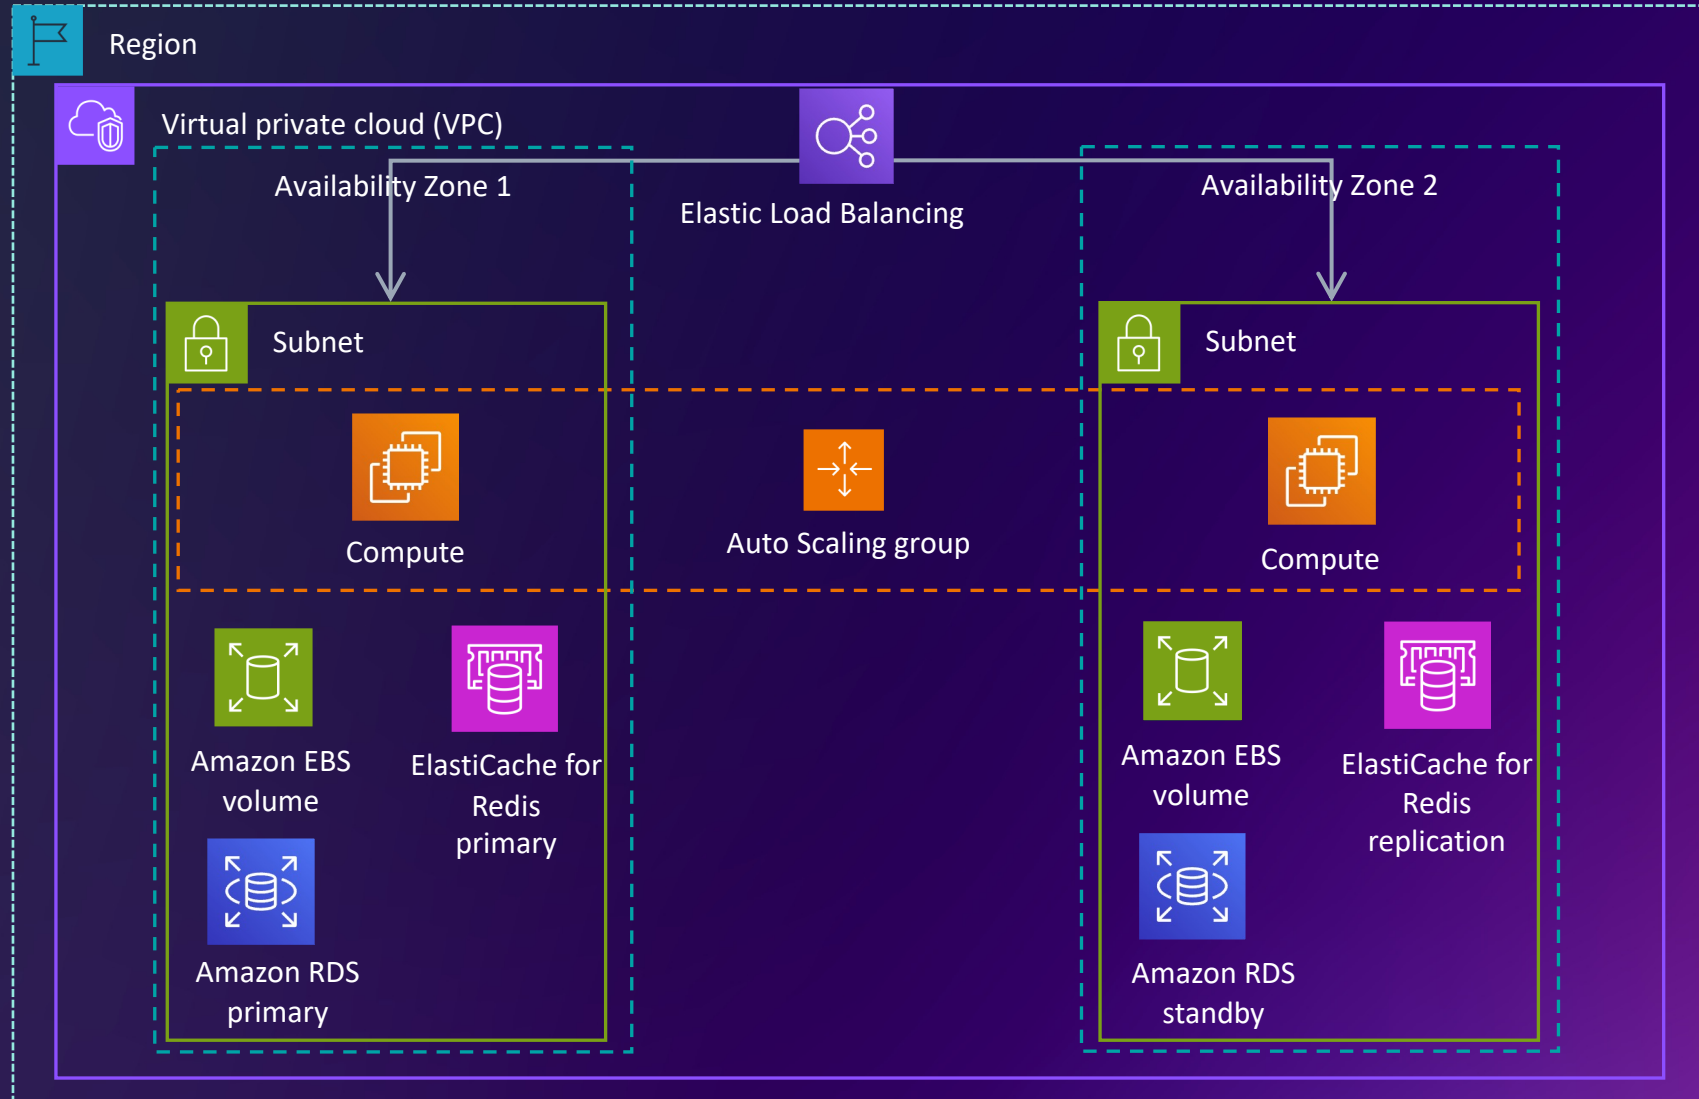 Region
Virtual private cloud (VPC)
Availability Zone 1
Elastic Load Balancing
Availability Zone 2
Subnet
Subnet
Compute
Auto Scaling group
Compute
Amazon EBS
volume
ElastiCache for
Redis
primary
Amazon RDS
primary
Amazon EBS
volume
ElastiCache for
Redis
replication
Amazon RDS
standby